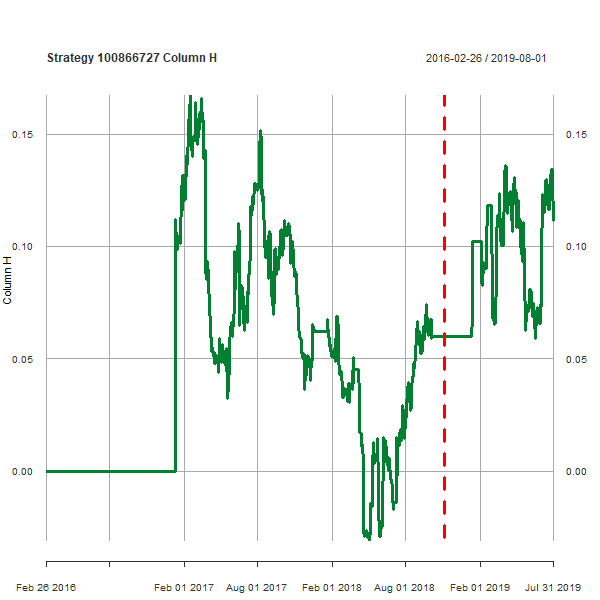 Strategy 100866727 Column H 2016-02-26 / 2019-08-01
0.15 0.15
0.10 0.10
Column H
0.05 0.05
0.00 0.00
Feb 26 2016 Feb 01 2017 Aug 01 2017 Feb 01 2018 Aug 01 2018 Feb 01 2019 Jul 31 2019